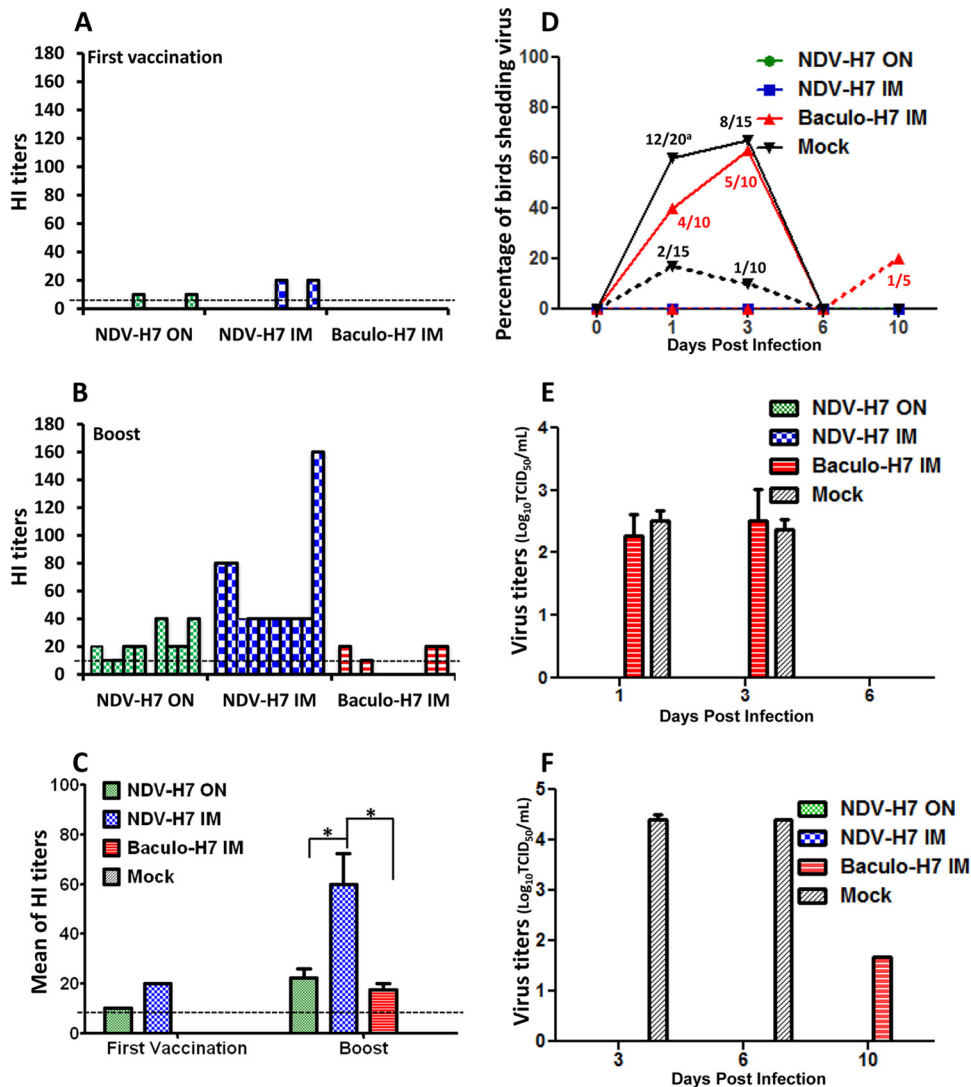 A
First vaccination
HI titers
180
160
140
120
100
80
60
40
20
0
NDV-H7 ON NDV-H7 IM Baculo-H7 IM
B
Boost
HI titers
180
160
140
120
100
80
60
40
20
0
NDV-H7 ON NDV-H7 IM Baculo-H7 IM
C
Mean of HI titers
100
80
60
40
20
0
NDV-H7 ON
NDV-H7 IM
Baculo-H7 IM
Mock
* *
First Vaccination Boost
D
Percentage of birds shedding virus
100
80
60
40
20
0
NDV-H7 ON
NDV-H7 IM
Baculo-H7 IM
Mock
12/20ᵃ
8/15
5/10
4/10
2/15
1/10
1/5
0 1 3 6 10
Days Post Infection
E
Virus titers (Log₁₀TCID₅₀/mL)
4
3
2
1
0
NDV-H7 ON
NDV-H7 IM
Baculo-H7 IM
Mock
1 3 6
Days Post Infection
F
Virus titers (Log₁₀TCID₅₀/mL)
5
4
3
2
1
0
NDV-H7 ON
NDV-H7 IM
Baculo-H7 IM
Mock
3 6 10
Days Post Infection